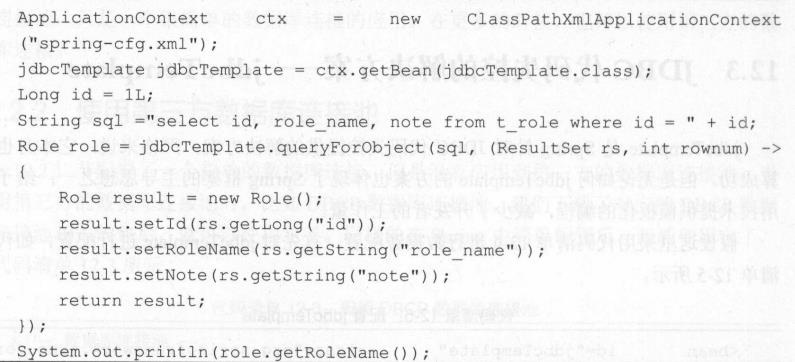 ApplicationContext ctx = new ClassPathXmlApplicationContext
("spring-cfg.xml");
jdbcTemplate jdbcTemplate = ctx.getBean(jdbcTemplate.class);
Long id = 1L;
String sql ="select id, role_name, note from t_role where id = " + id;
Role role = jdbcTemplate.queryForObject(sql, (ResultSet rs, int rownum) ->
{
    Role result = new Role();
    result.setId(rs.getLong("id"));
    result.setRoleName(rs.getString("role_name"));
    result.setNote(rs.getString("note"));
    return result;
});
System.out.println(role.getRoleName());